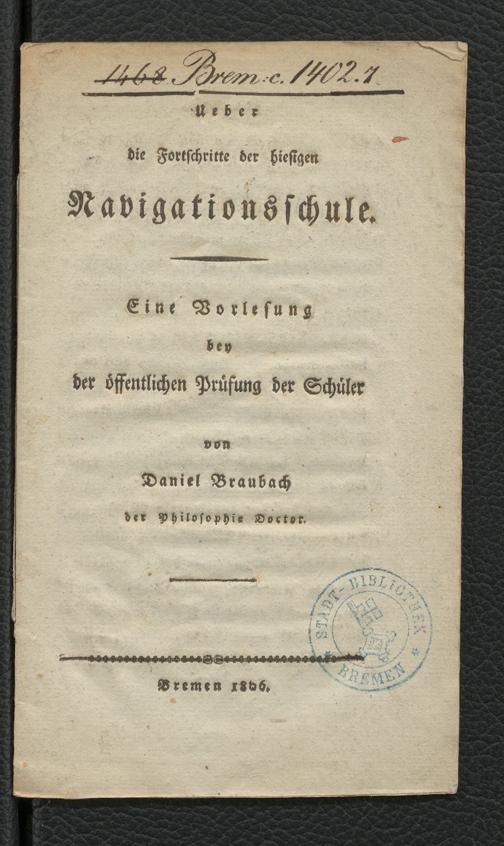 1468 Brem.c. 1402.7
Ueber
die Fortschritte der hiesigen
Navigationsschule.
Eine Vorlesung
bey
der öffentlichen Prüfung der Schüler
von
Daniel Braubach
der Philosophie Doctor.
STADT-BIBLIOTHEK
BREMEN
Bremen 1806.